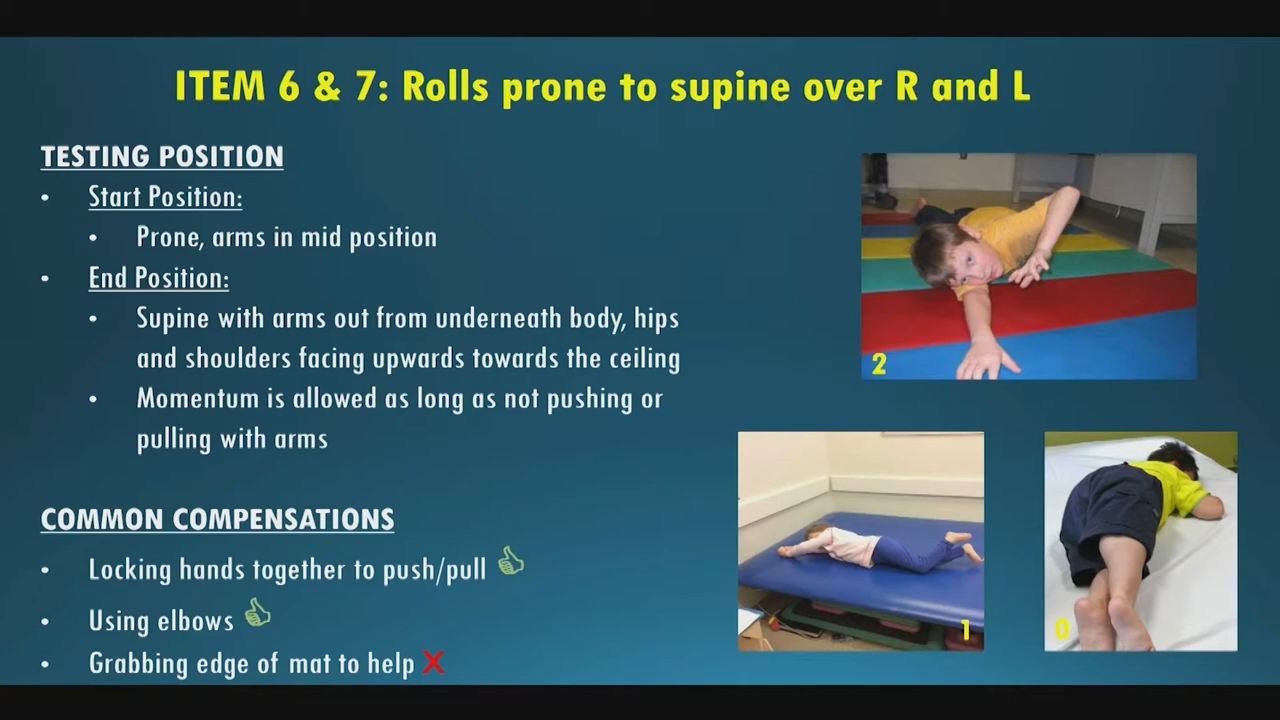 ITEM 6 & 7: Rolls prone to supine over R and L
TESTING POSITION
• Start Position:
• Prone, arms in mid position
• End Position:
• Supine with arms out from underneath body, hips
and shoulders facing upwards towards the ceiling
• Momentum is allowed as long as not pushing or
pulling with arms
COMMON COMPENSATIONS
• Locking hands together to push/pull
• Using elbows
• Grabbing edge of mat to help
2
1
0